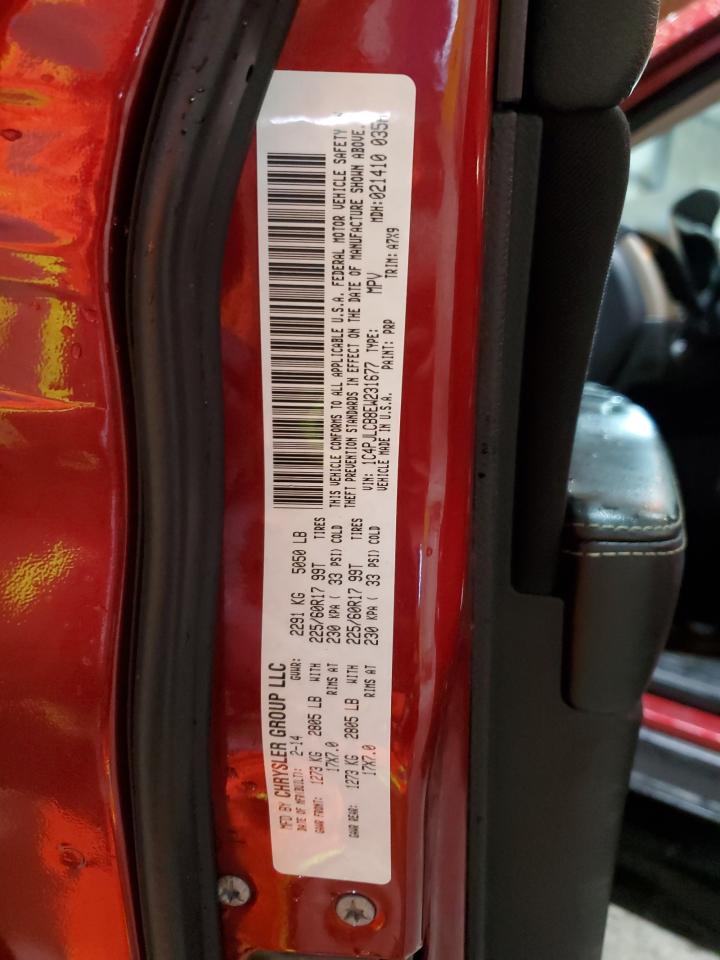 MFD BY CHRYSLER GROUP LLC
DATE OF MFR(BUILT): 2-14 GVWR: 2291 KG 5050 LB
GAWR FRONT: 1273 KG 2805 LB WITH 225/60R17 99T TIRES
17X7.0 RIMS AT 230 KPA ( 33 PSI) COLD
GAWR REAR: 1273 KG 2805 LB WITH 225/60R17 99T TIRES
17X7.0 RIMS AT 230 KPA ( 33 PSI) COLD
THIS VEHICLE CONFORMS TO ALL APPLICABLE U.S.A. FEDERAL MOTOR VEHICLE SAFETY
THEFT PREVENTION STANDARDS IN EFFECT ON THE DATE OF MANUFACTURE SHOWN ABOVE.
VIN: 1C4PJLCB8EW231677 TYPE: MPV MDH:021410 035
VEHICLE MADE IN U.S.A. PAINT: PRP TRIM: A7X9